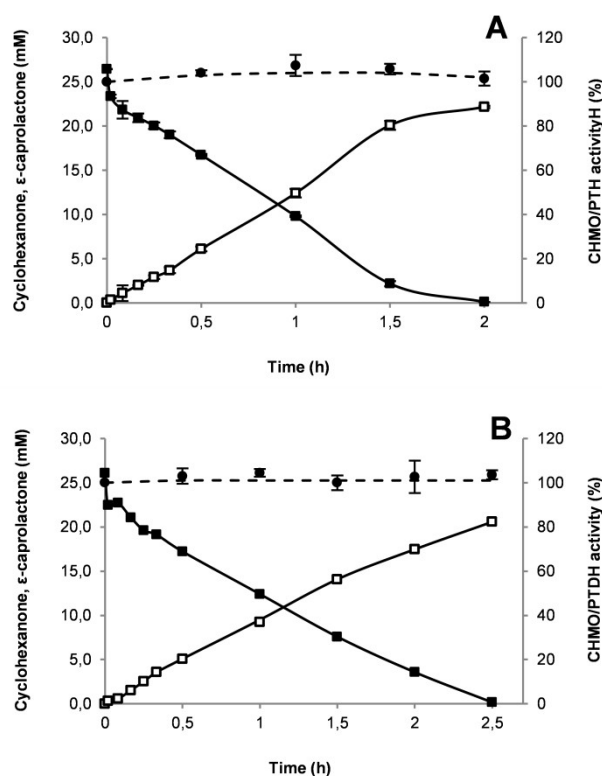 A
Cyclohexanone, ε-caprolactone (mM)
30,0
25,0
20,0
15,0
10,0
5,0
0,0
120
100
80
60
40
20
0
CHMO/PTH activityH (%)
0 0,5 1 1,5 2
Time (h)
B
Cyclohexanone, ε-caprolactone (mM)
30,0
25,0
20,0
15,0
10,0
5,0
0,0
120
100
80
60
40
20
0
CHMO/PTDH activity (%)
0 0,5 1 1,5 2 2,5
Time (h)